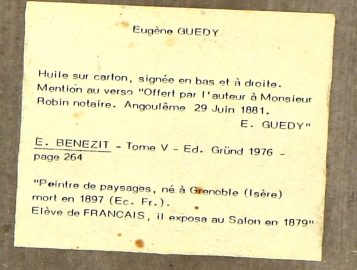 Eugène GUEDY
Huile sur carton, signée en bas et à droite.
Mention au verso "Offert par l'auteur à Monsieur
Robin notaire. Angoulême 29 Juin 1881.
E. GUEDY"
E. BENEZIT - Tome V - Ed. Gründ 1976 -
page 264
"Peintre de paysages, né à Grenoble (Isère)
mort en 1897 (Ec. Fr.).
Elève de FRANCAIS, il exposa au Salon en 1879"